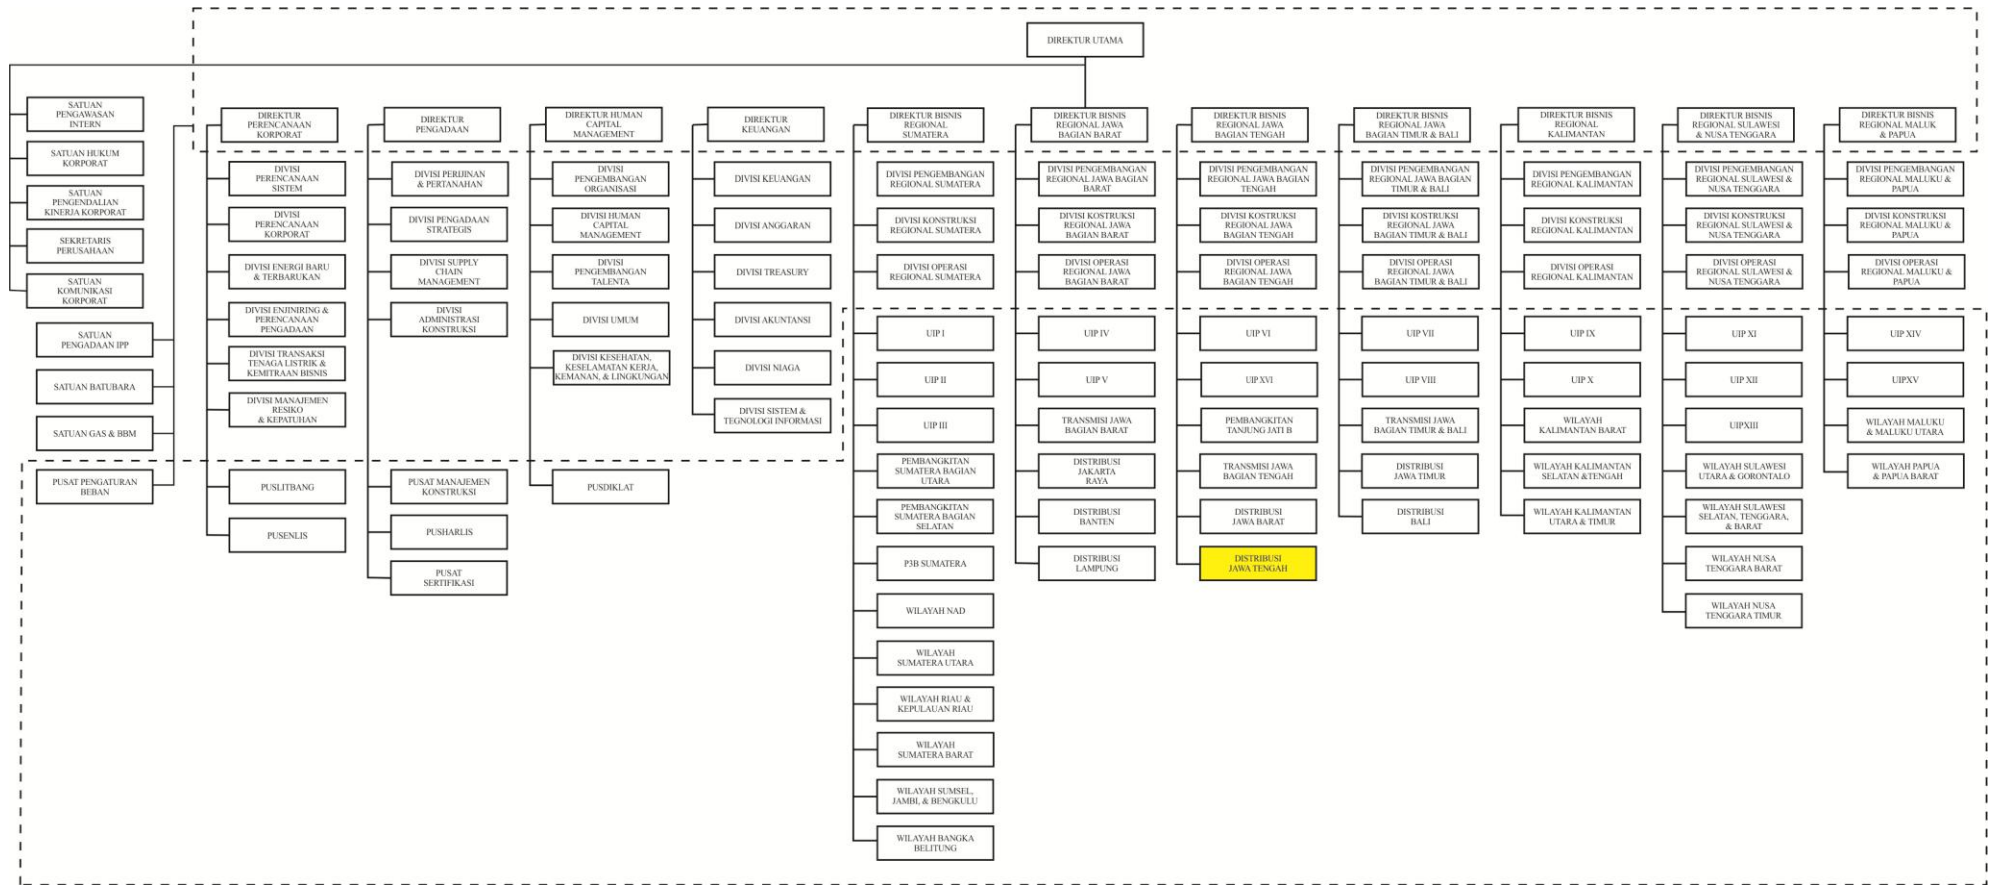 DIREKTUR UTAMA
SATUAN
PENGAWASAN
INTERN
SATUAN HUKUM
KORPORAT
SATUAN
PENGENDALIAN
KINERJA KORPORAT
SEKRETARIS
PERUSAHAAN
SATUAN
KOMUNIKASI
KORPORAT
SATUAN
PENGADAAN IPP
SATUAN BATUBARA
SATUAN GAS & BBM
PUSAT PENGATURAN
BEBAN
DIREKTUR
PERENCANAAN
KORPORAT
DIVISI
PERENCANAAN
SISTEM
DIVISI
PERENCANAAN
KORPORAT
DIVISI ENERGI BARU
& TERBARUKAN
DIVISI ENJINIRING &
PERENCANAAN
PENGADAAN
DIVISI TRANSAKSI
TENAGA LISTRIK &
KEMITRAAN BISNIS
DIVISI MANAJEMEN
RESIKO
& KEPATUHAN
PUSLITBANG
PUSENLIS
DIREKTUR
PENGADAAN
DIVISI PERIJINAN
& PERTANAHAN
DIVISI PENGADAAN
STRATEGIS
DIVISI SUPPLY
CHAIN
MANAGEMENT
DIVISI
ADMINISTRASI
KONSTRUKSI
PUSAT MANAJEMEN
KONSTRUKSI
PUSHARLIS
PUSAT
SERTIFIKASI
DIREKTUR HUMAN
CAPITAL
MANAGEMENT
DIVISI
PENGEMBANGAN
ORGANISASI
DIVISI HUMAN
CAPITAL
MANAGEMENT
DIVISI
PENGEMBANGAN
TALENTA
DIVISI UMUM
DIVISI KESEHATAN,
KESELAMATAN KERJA,
KEMANAN, & LINGKUNGAN
PUSDIKLAT
DIREKTUR
KEUANGAN
DIVISI KEUANGAN
DIVISI ANGGARAN
DIVISI TREASURY
DIVISI AKUNTANSI
DIVISI NIAGA
DIVISI SISTEM &
TEGNOLOGI INFORMASI
DIREKTUR BISNIS
REGIONAL
SUMATERA
DIVISI PENGEMBANGAN
REGIONAL SUMATERA
DIVISI KONSTRUKSI
REGIONAL SUMATERA
DIVISI OPERASI
REGIONAL SUMATERA
UIP I
UIP II
UIP III
PEMBANGKITAN
SUMATERA BAGIAN
UTARA
PEMBANGKITAN
SUMATERA BAGIAN
SELATAN
P3B SUMATERA
WILAYAH NAD
WILAYAH
SUMATERA UTARA
WILAYAH RIAU &
KEPULAUAN RIAU
WILAYAH
SUMATERA BARAT
WILAYAH SUMSEL,
JAMBI, & BENGKULU
WILAYAH BANGKA
BELITUNG
DIREKTUR BISNIS
REGIONAL JAWA
BAGIAN BARAT
DIVISI PENGEMBANGAN
REGIONAL JAWA BAGIAN
BARAT
DIVISI KOSTRUKSI
REGIONAL JAWA
BAGIAN BARAT
DIVISI OPERASI
REGIONAL JAWA
BAGIAN BARAT
UIP IV
UIP V
TRANSMISI JAWA
BAGIAN BARAT
DISTRIBUSI
JAKARTA
RAYA
DISTRIBUSI
BANTEN
DISTRIBUSI
LAMPUNG
DIREKTUR BISNIS
REGIONAL JAWA
BAGIAN TENGAH
DIVISI PENGEMBANGAN
REGIONAL JAWA BAGIAN
TENGAH
DIVISI KOSTRUKSI
REGIONAL JAWA
BAGIAN TENGAH
DIVISI OPERASI
REGIONAL JAWA
BAGIAN TENGAH
UIP VI
UIP XVI
PEMBANGKITAN
TANJUNG JATI B
TRANSMISI JAWA
BAGIAN TENGAH
DISTRIBUSI
JAWA BARAT
DISTRIBUSI
JAWA TENGAH
DIREKTUR BISNIS
REGIONAL JAWA
BAGIAN TIMUR & BALI
DIVISI PENGEMBANGAN
REGIONAL JAWA BAGIAN
TIMUR & BALI
DIVISI KOSTRUKSI
REGIONAL JAWA
BAGIAN TIMUR & BALI
DIVISI OPERASI
REGIONAL JAWA
BAGIAN TIMUR & BALI
UIP VII
UIP VIII
TRANSMISI JAWA
BAGIAN TIMUR & BALI
DISTRIBUSI
JAWA TIMUR
DISTRIBUSI
BALI
DIREKTUR BISNIS
REGIONAL
KALIMANTAN
DIVISI PENGEMBANGAN
REGIONAL KALIMANTAN
DIVISI KONSTRUKSI
REGIONAL KALIMANTAN
DIVISI OPERASI
REGIONAL KALIMANTAN
UIP IX
UIP X
WILAYAH
KALIMANTAN BARAT
WILAYAH KALIMANTAN
SELATAN &TENGAH
WILAYAH KALIMANTAN
UTARA & TIMUR
DIREKTUR BISNIS
REGIONAL SULAWESI
& NUSA TENGGARA
DIVISI PENGEMBANGAN
REGIONAL SULAWESI &
NUSA TENGGARA
DIVISI KONSTRUKSI
REGIONAL SULAWESI &
NUSA TENGGARA
DIVISI OPERASI
REGIONAL SULAWESI &
NUSA TENGGARA
UIP XI
UIP XII
UIPXIII
WILAYAH SULAWESI
UTARA & GORONTALO
WILAYAH SULAWESI
SELATAN, TENGGARA,
& BARAT
WILAYAH NUSA
TENGGARA BARAT
WILAYAH NUSA
TENGGARA TIMUR
DIREKTUR BISNIS
REGIONAL MALUK
& PAPUA
DIVISI PENGEMBANGAN
REGIONAL MALUKU &
PAPUA
DIVISI KONSTRUKSI
REGIONAL MALUKU &
PAPUA
DIVISI OPERASI
REGIONAL MALUKU &
PAPUA
UIP XIV
UIPXV
WILAYAH MALUKU
& MALUKU UTARA
WILAYAH PAPUA
& PAPUA BARAT